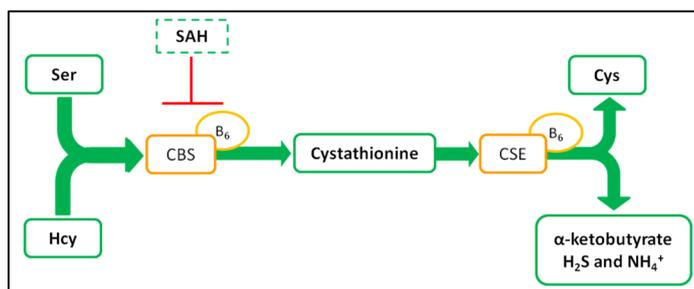 SAH
Ser
Cys
B₆
B₆
CBS
Cystathionine
CSE
Hcy
α-ketobutyrate
H₂S and NH₄⁺